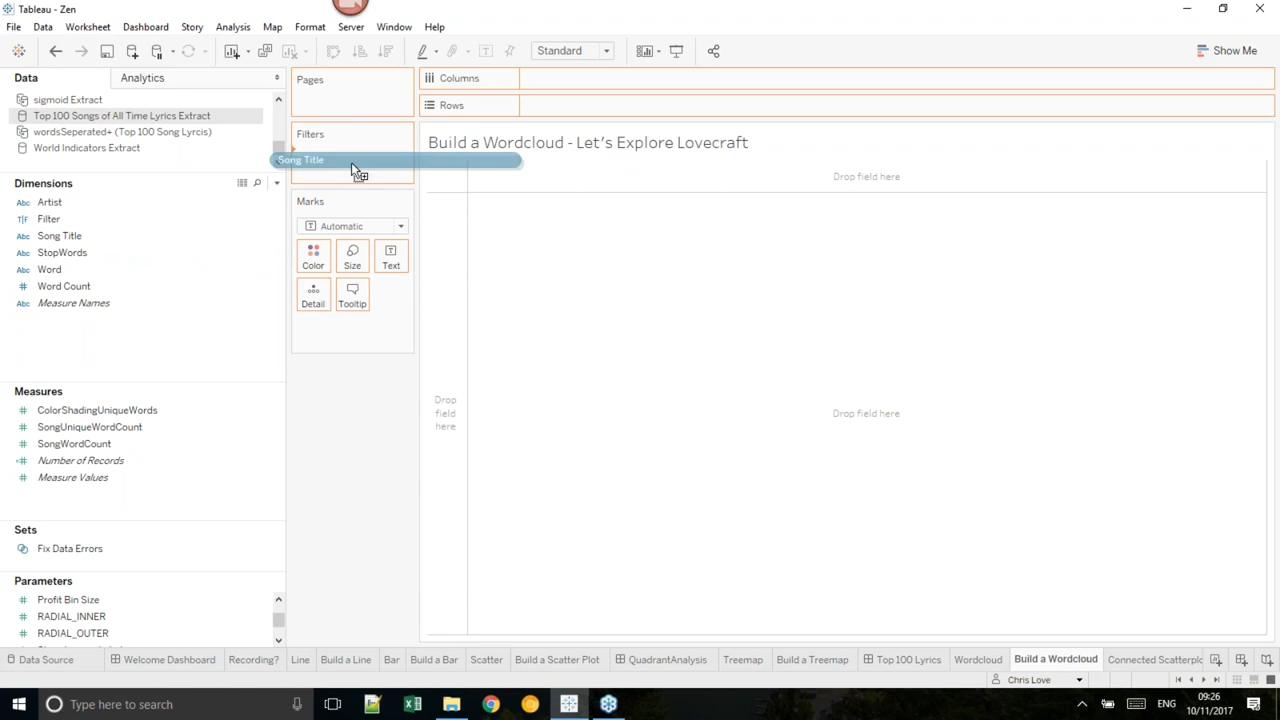 Tableau - Zen
File Data Worksheet Dashboard Story Analysis Map Format Server Window Help
Standard
Show Me
Data Analytics
sigmoid Extract
Top 100 Songs of All Time Lyrics Extract
wordsSeperated+ (Top 100 Song Lyrcis)
World Indicators Extract
Dimensions
Abc Artist
T|F Filter
Abc Song Title
Abc StopWords
Abc Word
# Word Count
Abc Measure Names
Measures
# ColorShadingUniqueWords
# SongUniqueWordCount
# SongWordCount
# Number of Records
# Measure Values
Sets
Fix Data Errors
Parameters
# Profit Bin Size
# RADIAL_INNER
# RADIAL_OUTER
Pages
Filters
Song Title
Marks
T Automatic
Color Size Text
Detail Tooltip
Columns
Rows
Build a Wordcloud - Let's Explore Lovecraft
Drop field here
Drop
field
here
Drop field here
Data Source Welcome Dashboard Recording? Line Build a Line Bar Build a Bar Scatter Build a Scatter Plot QuadrantAnalysis Treemap Build a Treemap Top 100 Lyrics Wordcloud Build a Wordcloud Connected Scatterplc
Chris Love
Type here to search
ENG
09:26
10/11/2017